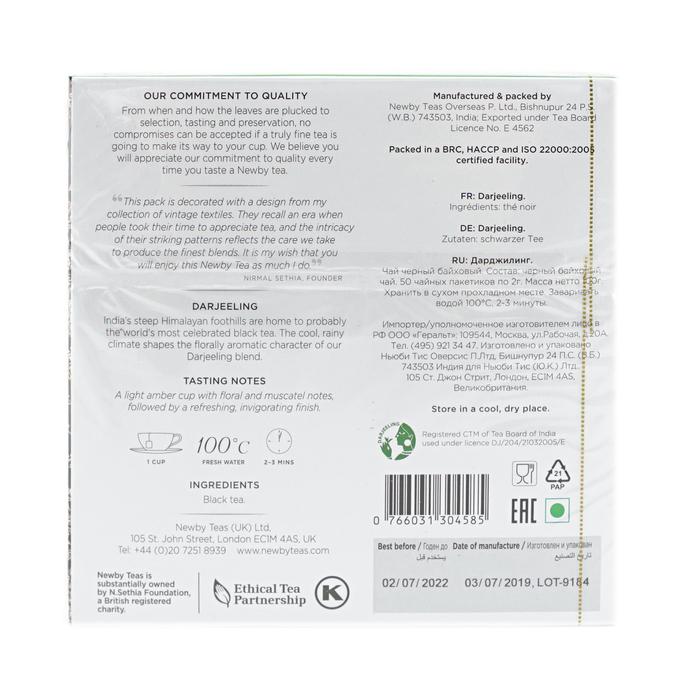 OUR COMMITMENT TO QUALITY
From when and how the leaves are plucked to
selection, tasting and preservation, no
compromises can be accepted if a truly fine tea is
going to make its way to your cup. We believe you
will appreciate our commitment to quality every
time you taste a Newby tea.
“This pack is decorated with a design from my
collection of vintage textiles. They recall an era when
people took their time to appreciate tea, and the intricacy
of their striking patterns reflects the care we take
to produce the finest blends. It is my wish that you
will enjoy this Newby Tea as much I do.”
NIRMAL SETHIA, FOUNDER
DARJEELING
India's steep Himalayan foothills are home to probably
the world's most celebrated black tea. The cool, rainy
climate shapes the florally aromatic character of our
Darjeeling blend.
TASTING NOTES
A light amber cup with floral and muscatel notes,
followed by a refreshing, invigorating finish.
100°C
1 CUP FRESH WATER 2-3 MINS
INGREDIENTS
Black tea.
Newby Teas (UK) Ltd,
105 St. John Street, London EC1M 4AS, UK
Tel: +44 (0)20 7251 8939 www.newbyteas.com
Newby Teas is
substantially owned
by N.Sethia Foundation,
a British registered
charity.
Ethical Tea
Partnership
K
Manufactured & packed by
Newby Teas Overseas P. Ltd., Bishnupur 24 P.S.
(W.B.) 743503, India; Exported under Tea Board
Licence No. E 4562
Packed in a BRC, HACCP and ISO 22000:2005
certified facility.
FR: Darjeeling.
Ingrédients: thé noir
DE: Darjeeling.
Zutaten: schwarzer Tee
RU: Дарджилинг.
Чай черный байховый. Состав: черный байховый
чай. 50 чайных пакетиков по 2г. Масса нетто
Хранить в сухом прохладном месте. Заваривать
водой 100°C, 2-3 минуты.
Импортер/уполномоченное изготовителем лицо в
РФ ООО «Геральт»: 109544, Москва, ул.Рабочая,
Тел. (495) 921 34 47. Изготовлено и упаковано
Ньюби Тис Оверсис П.Лтд, Бишнупур 24 П.С. (В.Б.)
743503 Индия для Ньюби Тис (Ю.К.) Лтд.
105 Ст. Джон Стрит, Лондон, EC1M 4AS,
Великобритания.
Store in a cool, dry place.
DARJEELING
Registered CTM of Tea Board of India
used under licence DJ/204/21032005/E
0 766031 304585
21
PAP
EAC
Best before / Годен до Date of manufacture / Изготовлен и упакован
يستخدم قبل تاريخ التصنيع
02/07/2022 03/07/2019, LOT-9184